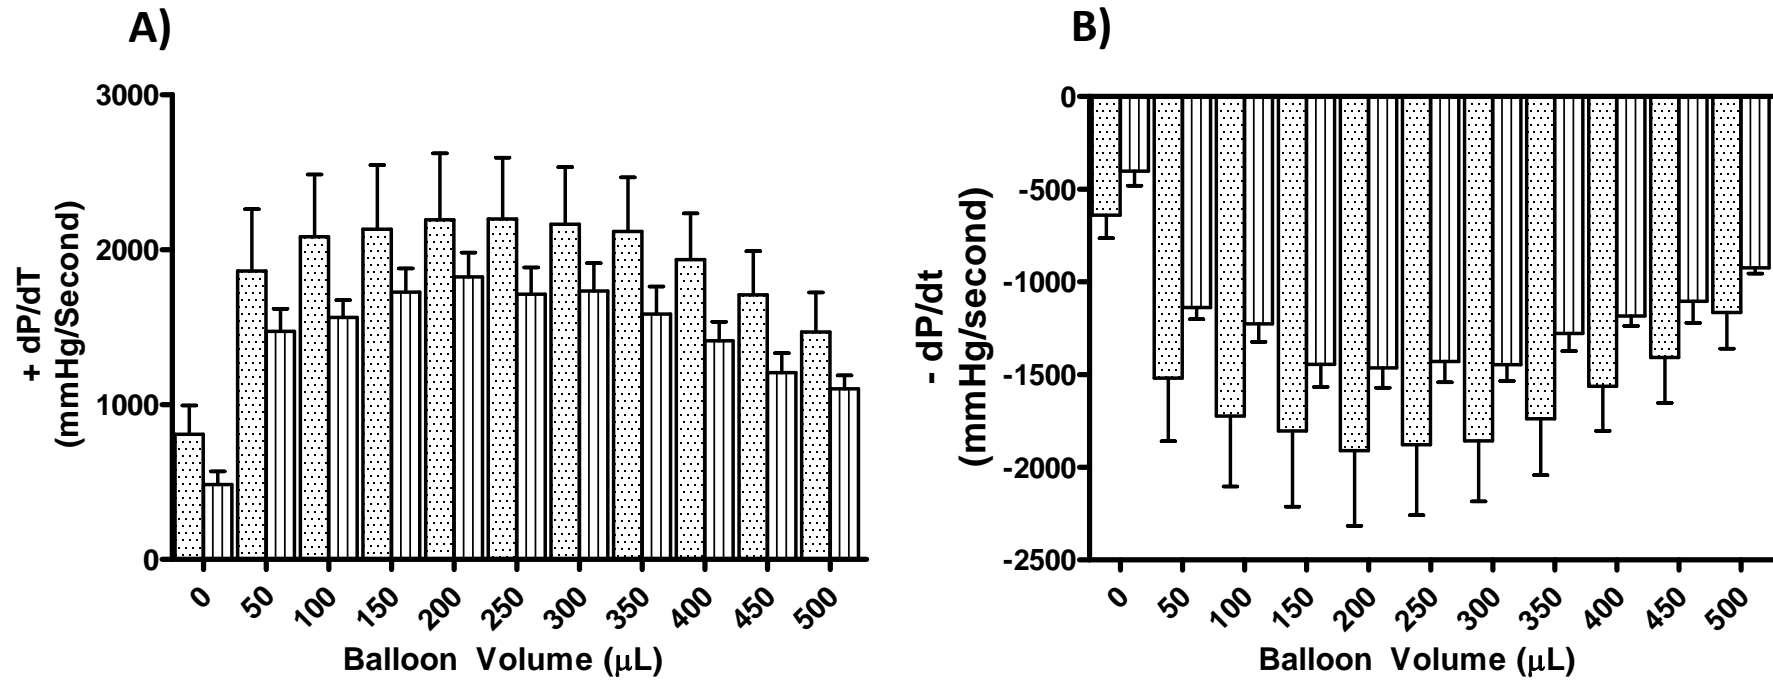 A)
+ dP/dT
(mmHg/Second)
3000
2000
1000
0
0 50 100 150 200 250 300 350 400 450 500
Balloon Volume (μL)
B)
- dP/dt
(mmHg/second)
0
-500
-1000
-1500
-2000
-2500
0 50 100 150 200 250 300 350 400 450 500
Balloon Volume (μL)